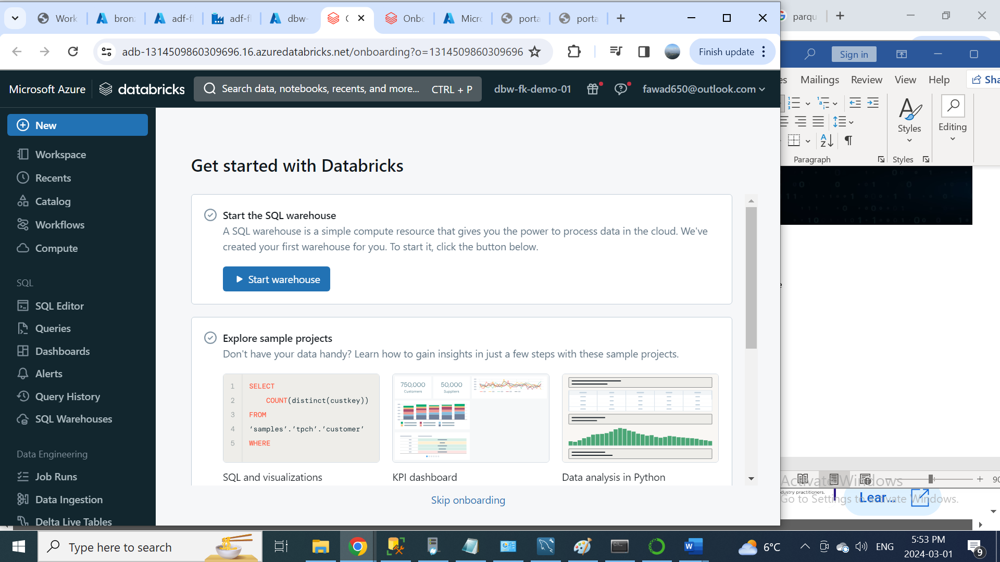 Work
bronz
adf-fl
adf-fl
dbw-
Onbo
Micro
porta
porta
parqu
adb-1314509860309696.16.azuredatabricks.net/onboarding?o=1314509860309696
Finish update
Sign in
Mailings
Review
View
Help
Sha
Microsoft Azure
databricks
Search data, notebooks, recents, and more...
CTRL + P
dbw-fk-demo-01
fawad650@outlook.com
Styles
Editing
Paragraph
Styles
New
Workspace
Recents
Catalog
Workflows
Compute
SQL
SQL Editor
Queries
Dashboards
Alerts
Query History
SQL Warehouses
Data Engineering
Job Runs
Data Ingestion
Delta Live Tables
Get started with Databricks
Start the SQL warehouse
A SQL warehouse is a simple compute resource that gives you the power to process data in the cloud. We've
created your first warehouse for you. To start it, click the button below.
Start warehouse
Explore sample projects
Don't have your data handy? Learn how to gain insights in just a few steps with these sample projects.
1 SELECT
2 COUNT(distinct(custkey))
3 FROM
4 ‘samples’.’tpch’.’customer’
5 WHERE
750,000
Customers
50,000
Suppliers
SQL and visualizations
KPI dashboard
Data analysis in Python
Skip onboarding
Activate Windows
Go to Settings to activate Windows.
dustry practitioners.
Lear...
90
Type here to search
6°C
ENG
5:53 PM
2024-03-01
9